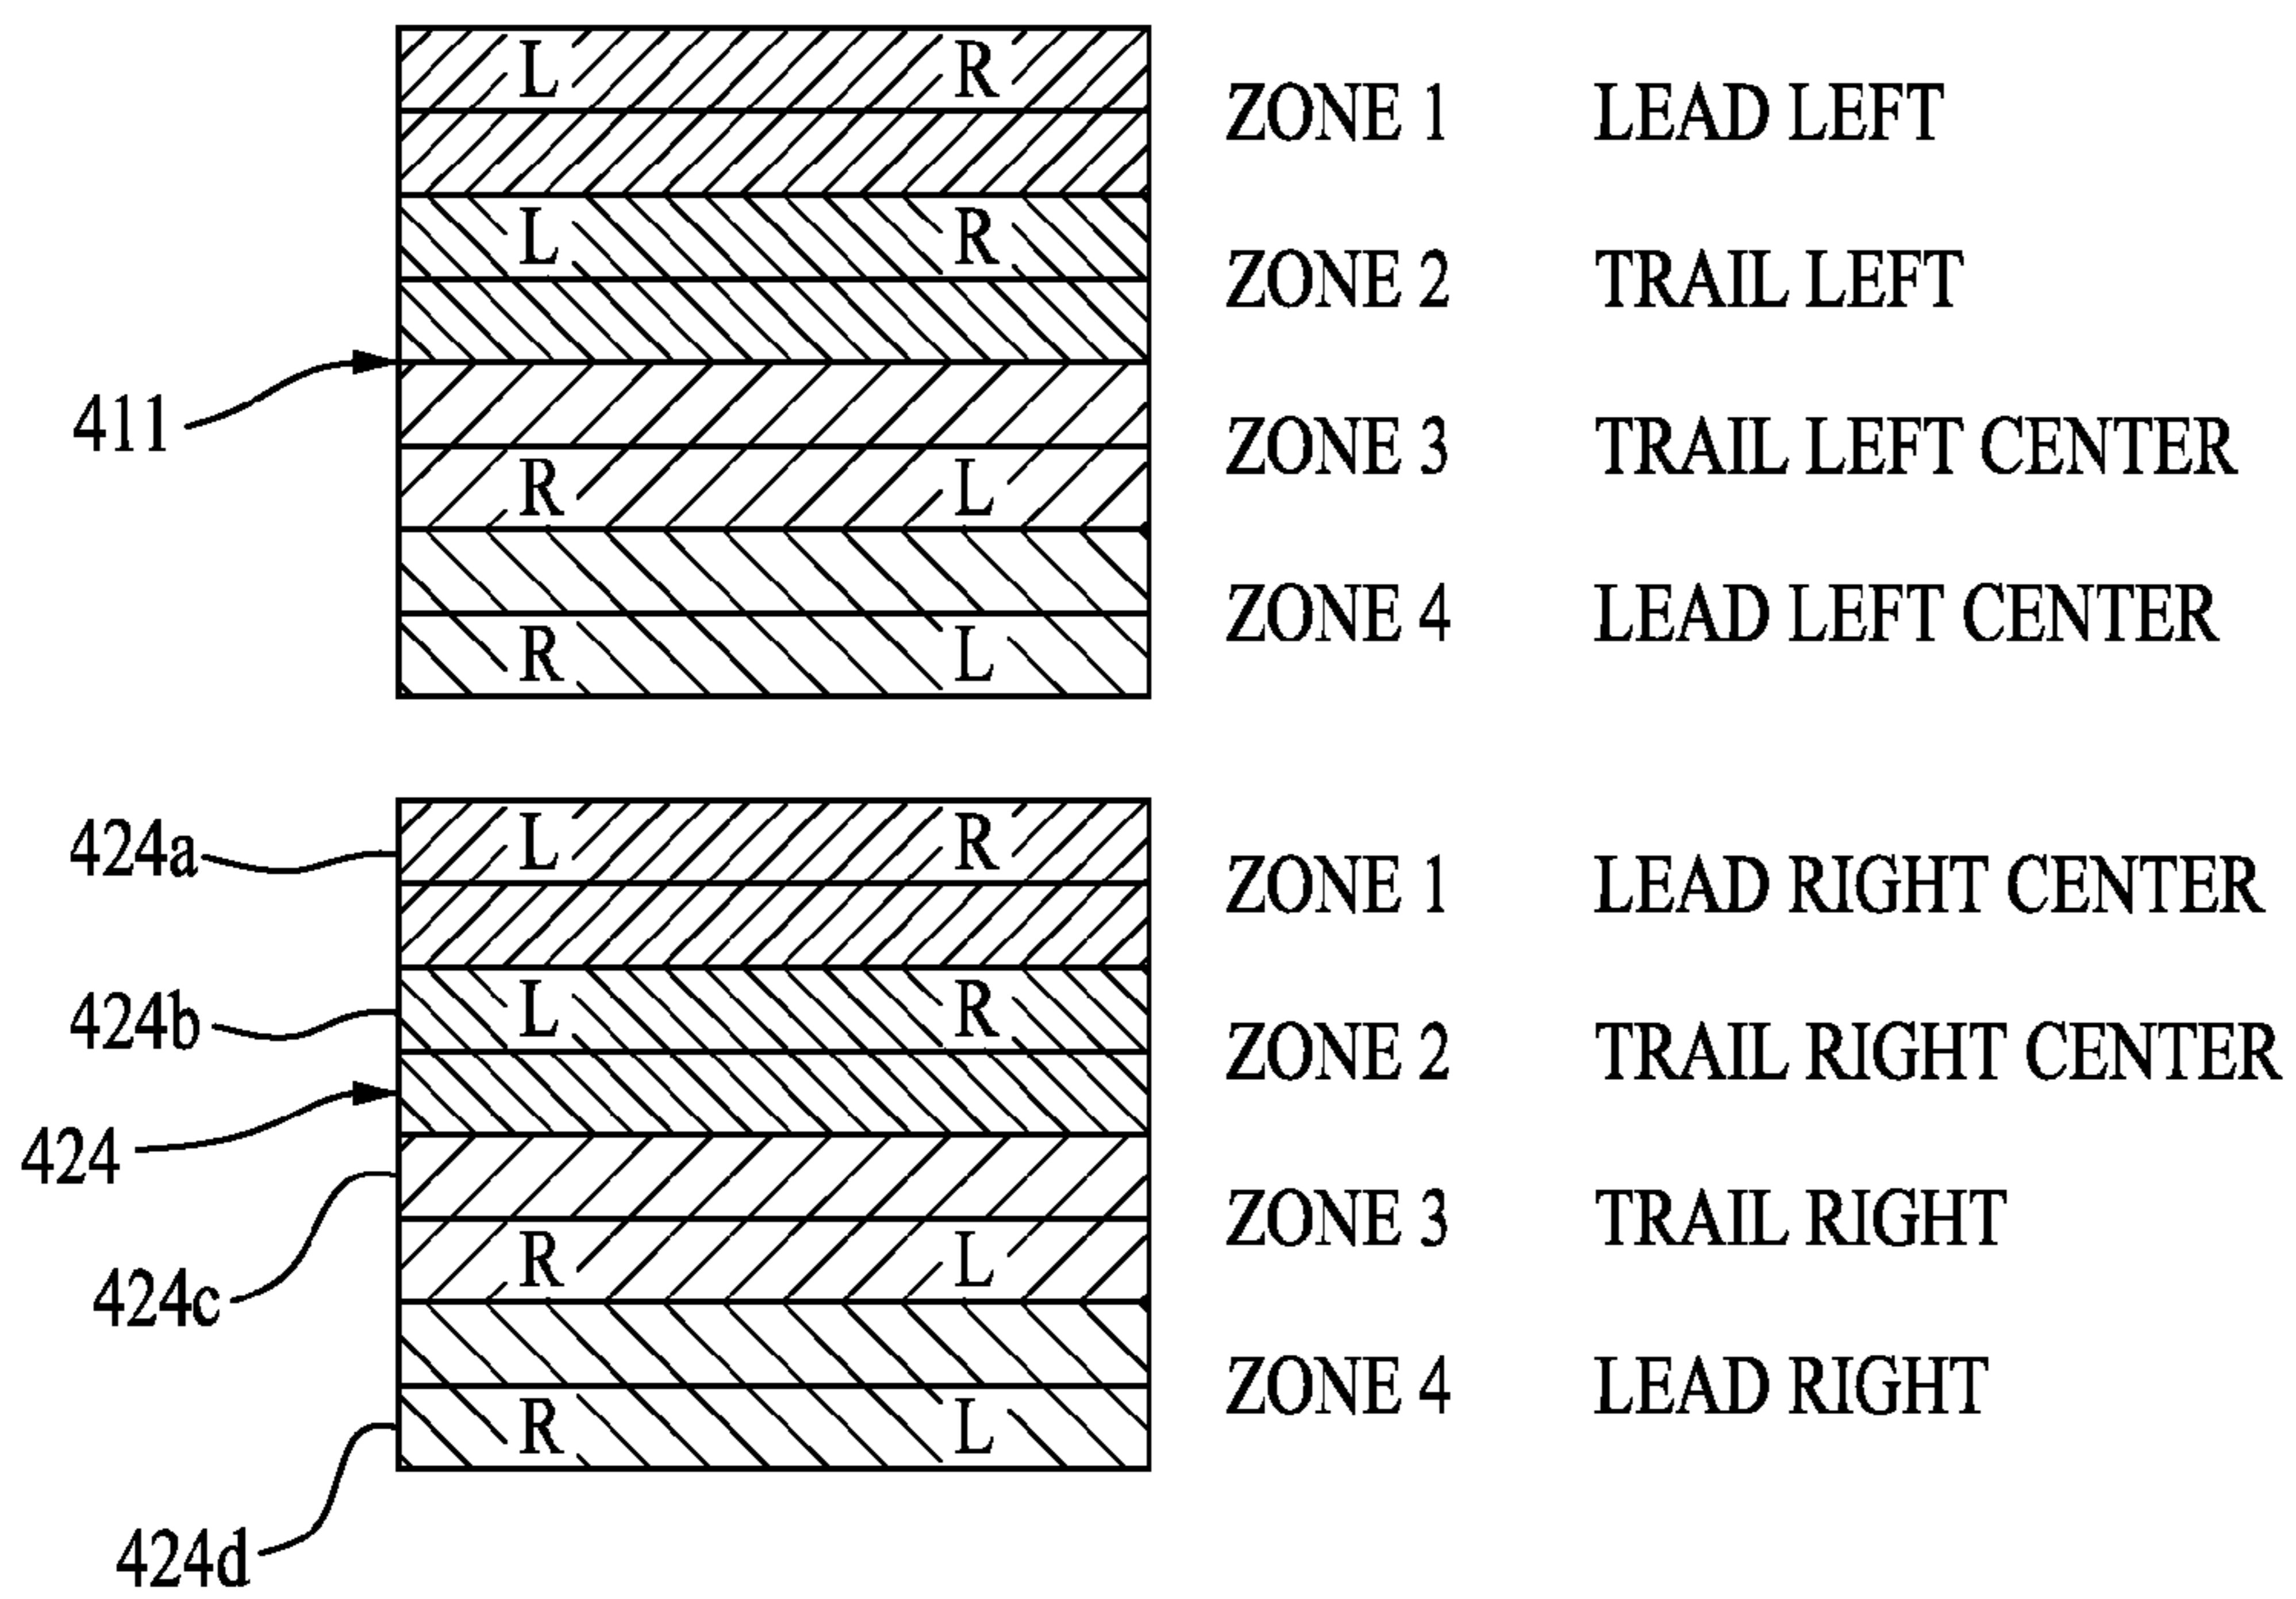 L R
ZONE 1 LEAD LEFT
L R
ZONE 2 TRAIL LEFT
411
ZONE 3 TRAIL LEFT CENTER
R L
ZONE 4 LEAD LEFT CENTER
R L
424a
L R
ZONE 1 LEAD RIGHT CENTER
424b
L R
ZONE 2 TRAIL RIGHT CENTER
424
ZONE 3 TRAIL RIGHT
R L
424c
ZONE 4 LEAD RIGHT
R L
424d